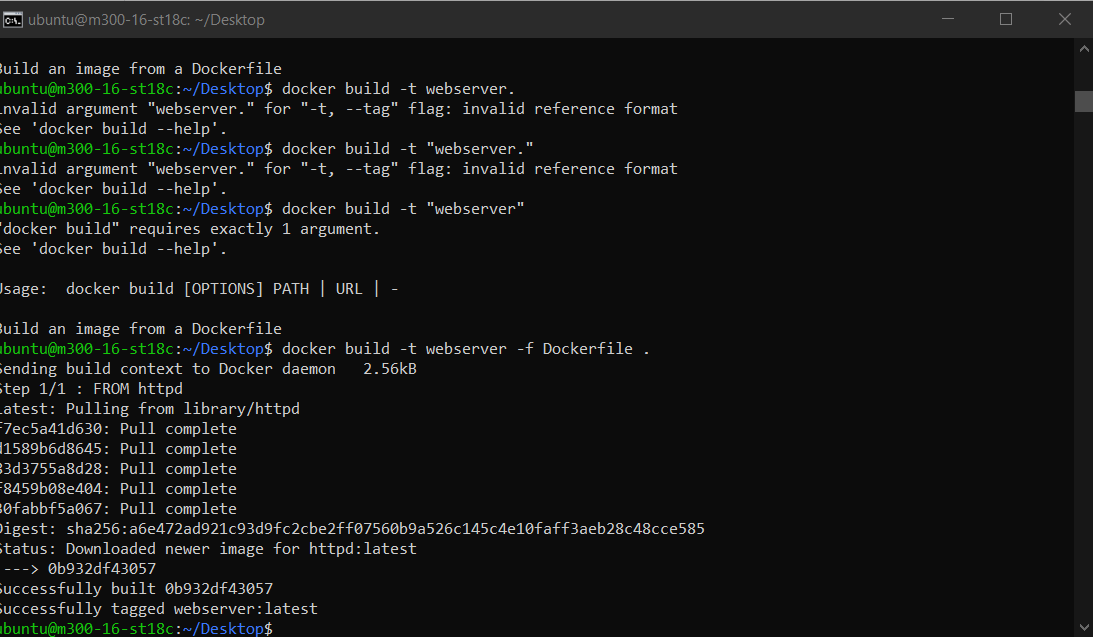 ubuntu@m300-16-st18c: ~/Desktop
Build an image from a Dockerfile
ubuntu@m300-16-st18c:~/Desktop$ docker build -t webserver.
invalid argument "webserver." for "-t, --tag" flag: invalid reference format
See 'docker build --help'.
ubuntu@m300-16-st18c:~/Desktop$ docker build -t "webserver."
invalid argument "webserver." for "-t, --tag" flag: invalid reference format
See 'docker build --help'.
ubuntu@m300-16-st18c:~/Desktop$ docker build -t "webserver"
"docker build" requires exactly 1 argument.
See 'docker build --help'.
Usage:  docker build [OPTIONS] PATH | URL | -
Build an image from a Dockerfile
ubuntu@m300-16-st18c:~/Desktop$ docker build -t webserver -f Dockerfile .
Sending build context to Docker daemon   2.56kB
Step 1/1 : FROM httpd
latest: Pulling from library/httpd
f7ec5a41d630: Pull complete
d1589b6d8645: Pull complete
83d3755a8d28: Pull complete
f8459b08e404: Pull complete
30fabbf5a067: Pull complete
Digest: sha256:a6e472ad921c93d9fc2cbe2ff07560b9a526c145c4e10faff3aeb28c48cce585
Status: Downloaded newer image for httpd:latest
---> 0b932df43057
Successfully built 0b932df43057
Successfully tagged webserver:latest
ubuntu@m300-16-st18c:~/Desktop$